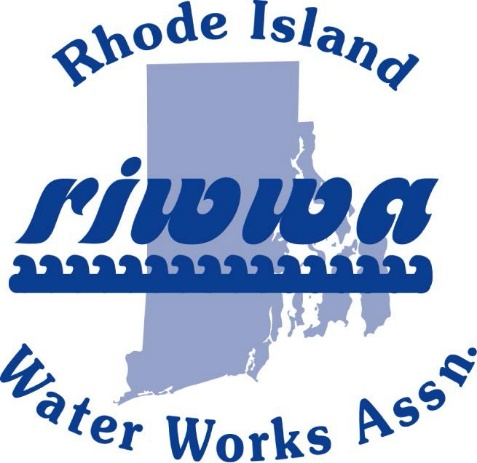 Rhode Island
riwwa
Water Works Assn.